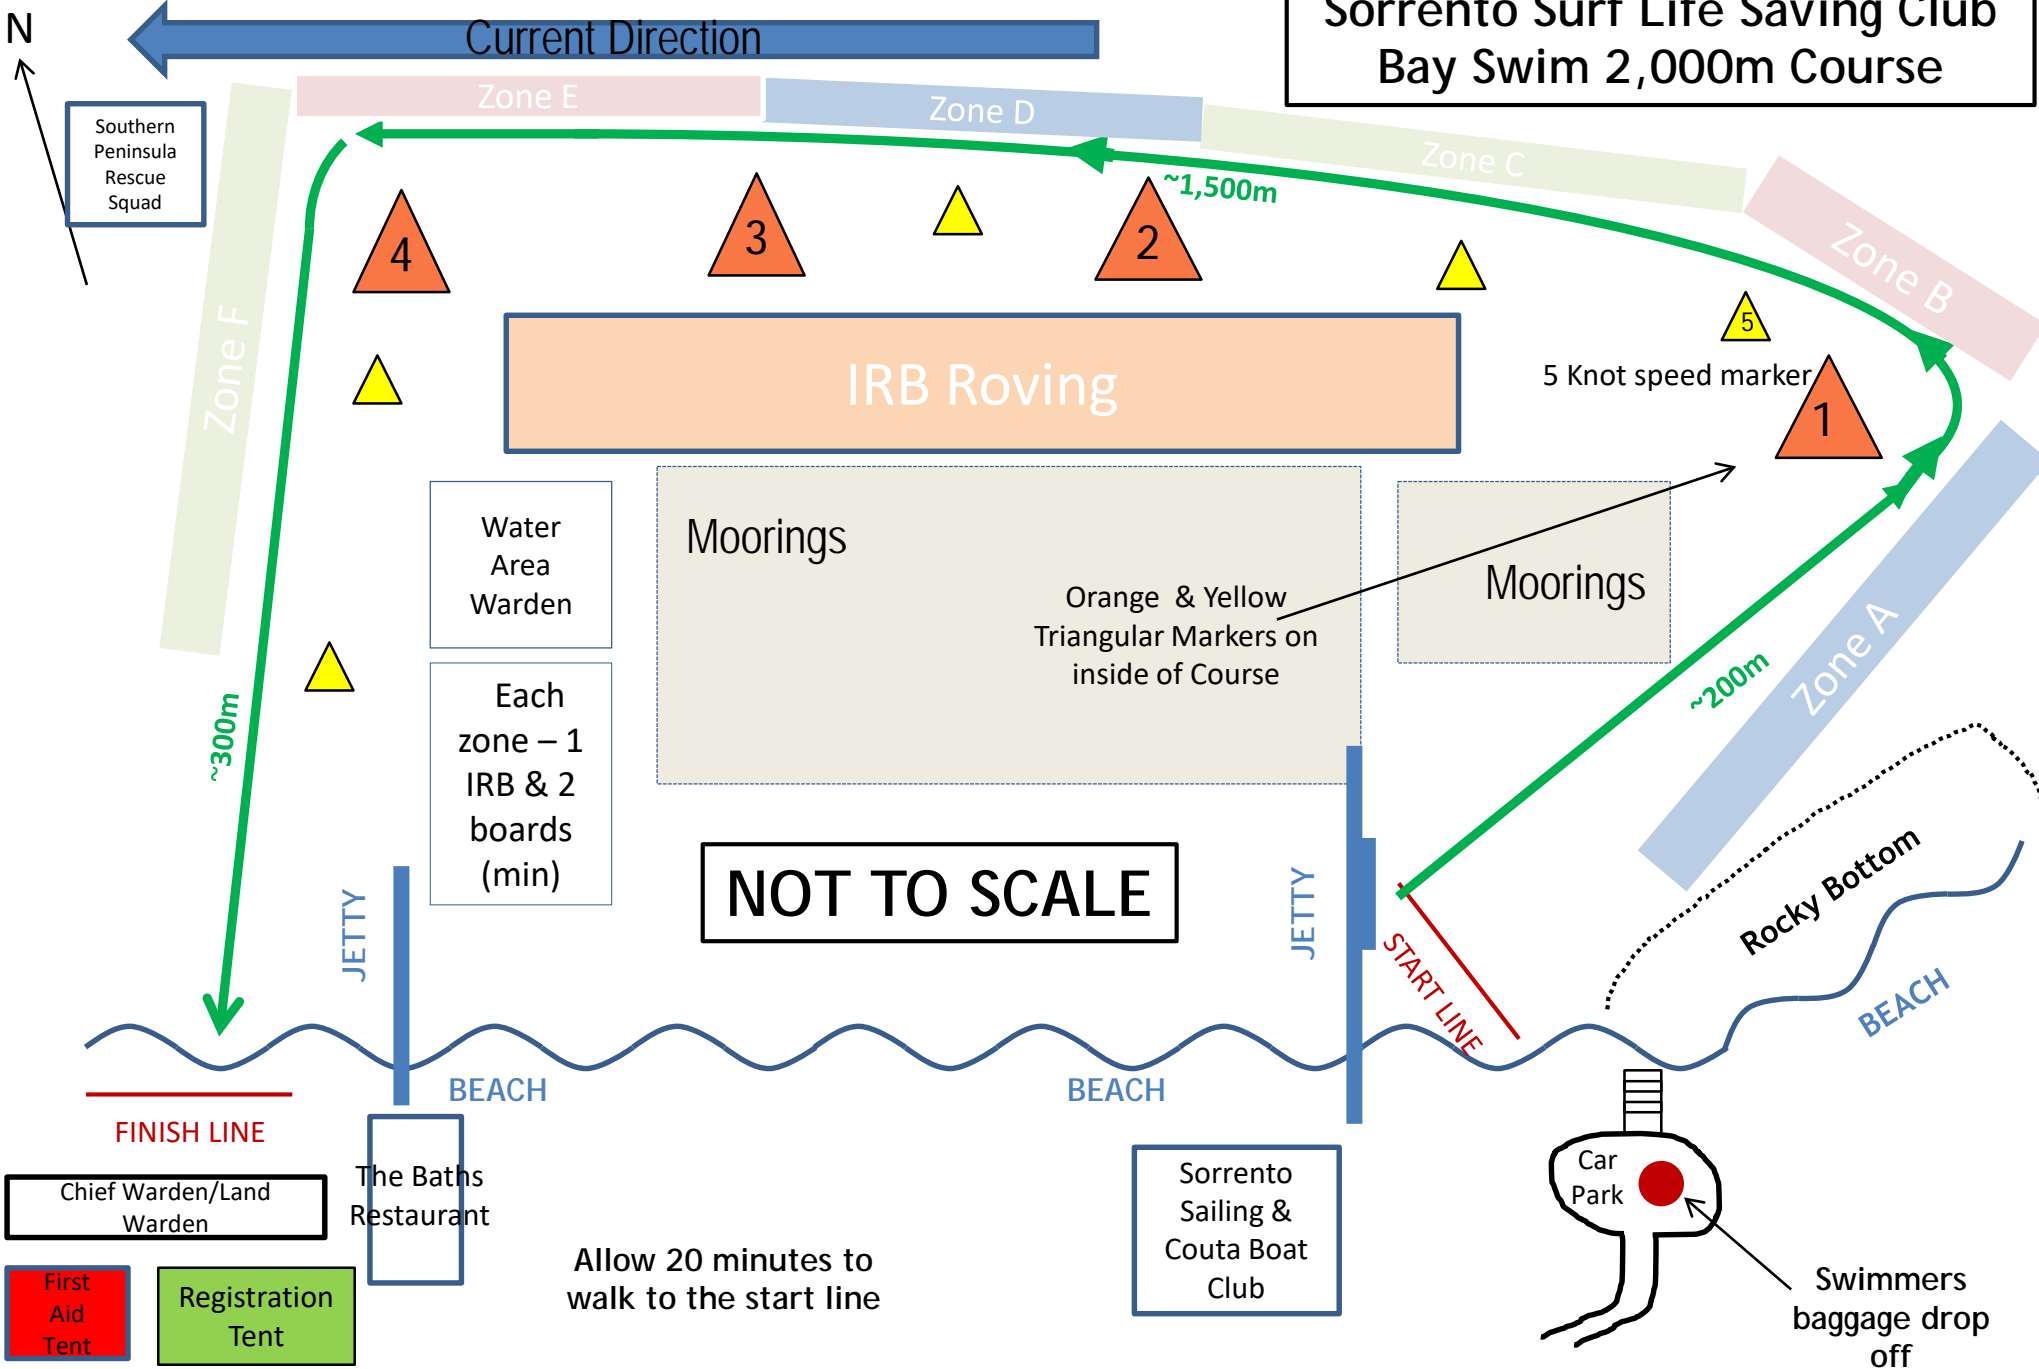 N
Current Direction
Sorrento Surf Life Saving Club
Bay Swim 2,000m Course
Southern
Peninsula
Rescue
Squad
Zone E
Zone D
Zone C
Zone B
~1,500m
4
3
2
5
5 Knot speed marker
1
Zone F
IRB Roving
Water
Area
Warden
Moorings
Moorings
Orange & Yellow
Triangular Markers on
inside of Course
Zone A
~200m
~300m
Each
zone – 1
IRB & 2
boards
(min)
NOT TO SCALE
JETTY
JETTY
START LINE
Rocky Bottom
BEACH
BEACH
BEACH
FINISH LINE
Chief Warden/Land
Warden
The Baths
Restaurant
First
Aid
Tent
Registration
Tent
Allow 20 minutes to
walk to the start line
Sorrento
Sailing &
Couta Boat
Club
Car
Park
Swimmers
baggage drop
off